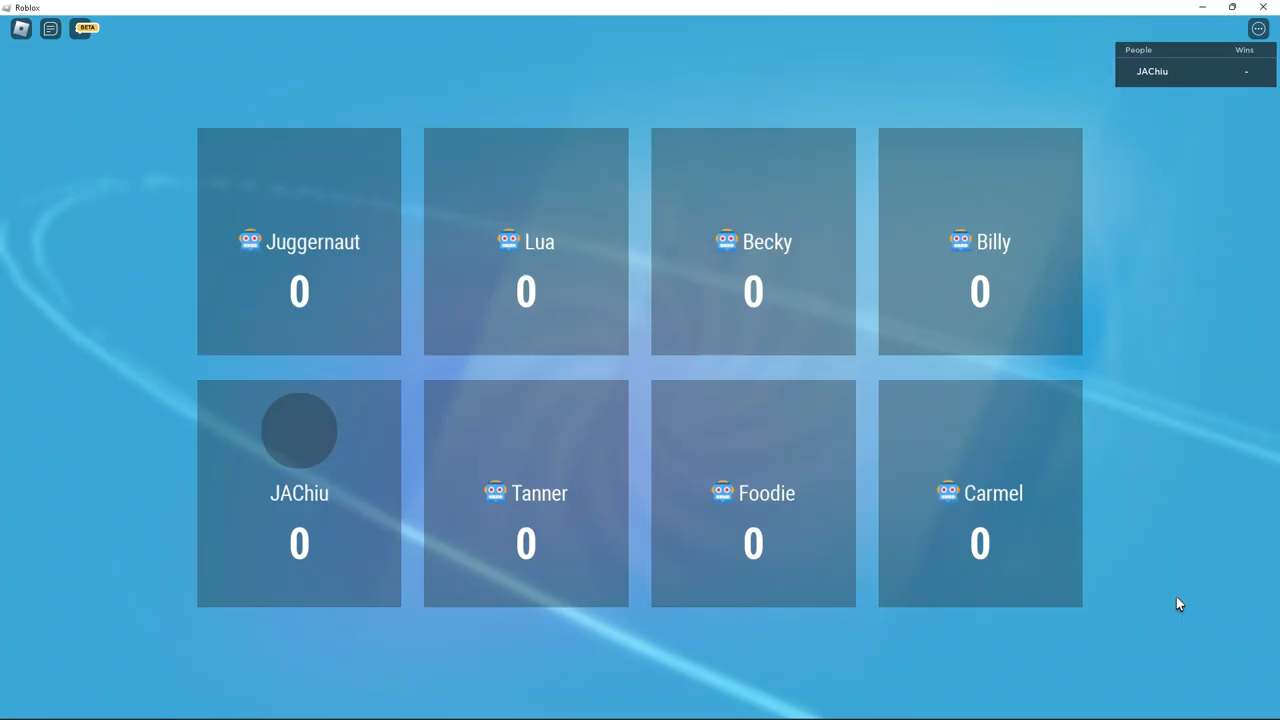 Roblox
BETA
People Wins
JAChiu -
Juggernaut
0
Lua
0
Becky
0
Billy
0
JAChiu
0
Tanner
0
Foodie
0
Carmel
0